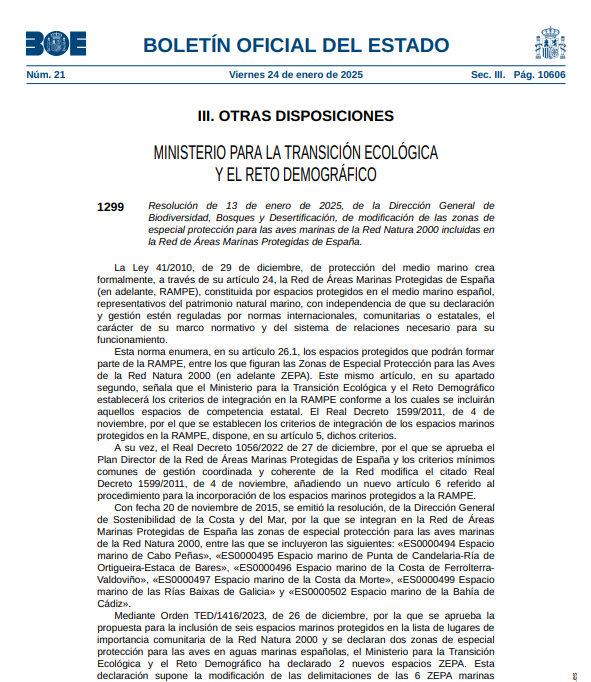 BOE
BOLETÍN OFICIAL DEL ESTADO
Núm. 21
Viernes 24 de enero de 2025
Sec. III. Pág. 10606
III. OTRAS DISPOSICIONES
MINISTERIO PARA LA TRANSICIÓN ECOLÓGICA
Y EL RETO DEMOGRÁFICO
1299
Resolución de 13 de enero de 2025, de la Dirección General de
Biodiversidad, Bosques y Desertificación, de modificación de las zonas de
especial protección para las aves marinas de la Red Natura 2000 incluidas en
la Red de Áreas Marinas Protegidas de España.
La Ley 41/2010, de 29 de diciembre, de protección del medio marino crea
formalmente, a través de su artículo 24, la Red de Áreas Marinas Protegidas de España
(en adelante, RAMPE), constituida por espacios protegidos en el medio marino español,
representativos del patrimonio natural marino, con independencia de que su declaración
y gestión estén reguladas por normas internacionales, comunitarias o estatales, el
carácter de su marco normativo y del sistema de relaciones necesario para su
funcionamiento.
Esta norma enumera, en su artículo 26.1, los espacios protegidos que podrán formar
parte de la RAMPE, entre los que figuran las Zonas de Especial Protección para las Aves
de la Red Natura 2000 (en adelante ZEPA). Este mismo artículo, en su apartado
segundo, señala que el Ministerio para la Transición Ecológica y el Reto Demográfico
establecerá los criterios de integración en la RAMPE conforme a los cuales se incluirán
aquellos espacios de competencia estatal. El Real Decreto 1599/2011, de 4 de
noviembre, por el que se establecen los criterios de integración de los espacios marinos
protegidos en la RAMPE, dispone, en su artículo 5, dichos criterios.
A su vez, el Real Decreto 1056/2022 de 27 de diciembre, por el que se aprueba el
Plan Director de la Red de Áreas Marinas Protegidas de España y los criterios mínimos
comunes de gestión coordinada y coherente de la Red modifica el citado Real
Decreto 1599/2011, de 4 de noviembre, añadiendo un nuevo artículo 6 referido al
procedimiento para la incorporación de los espacios marinos protegidos a la RAMPE.
Con fecha 20 de noviembre de 2015, se emitió la resolución, de la Dirección General
de Sostenibilidad de la Costa y del Mar, por la que se integran en la Red de Áreas
Marinas Protegidas de España las zonas de especial protección para las aves marinas
de la Red Natura 2000, entre las que se incluyeron las siguientes: «ES0000494 Espacio
marino de Cabo Peñas», «ES0000495 Espacio marino de Punta de Candelaria-Ría de
Ortigueira-Estaca de Bares», «ES0000496 Espacio marino de la Costa de Ferrolterra-
Valdoviño», «ES0000497 Espacio marino de la Costa da Morte», «ES0000499 Espacio
marino de las Rías Baixas de Galicia» y «ES0000502 Espacio marino de la Bahía de
Cádiz».
Mediante Orden TED/1416/2023, de 26 de diciembre, por la que se aprueba la
propuesta para la inclusión de seis espacios marinos protegidos en la lista de lugares de
importancia comunitaria de la Red Natura 2000 y se declaran dos zonas de especial
protección para las aves en aguas marinas españolas, el Ministerio para la Transición
Ecológica y el Reto Demográfico ha declarado 2 nuevos espacios ZEPA. Esta
declaración supone la modificación de las delimitaciones de las 6 ZEPA marinas
.es